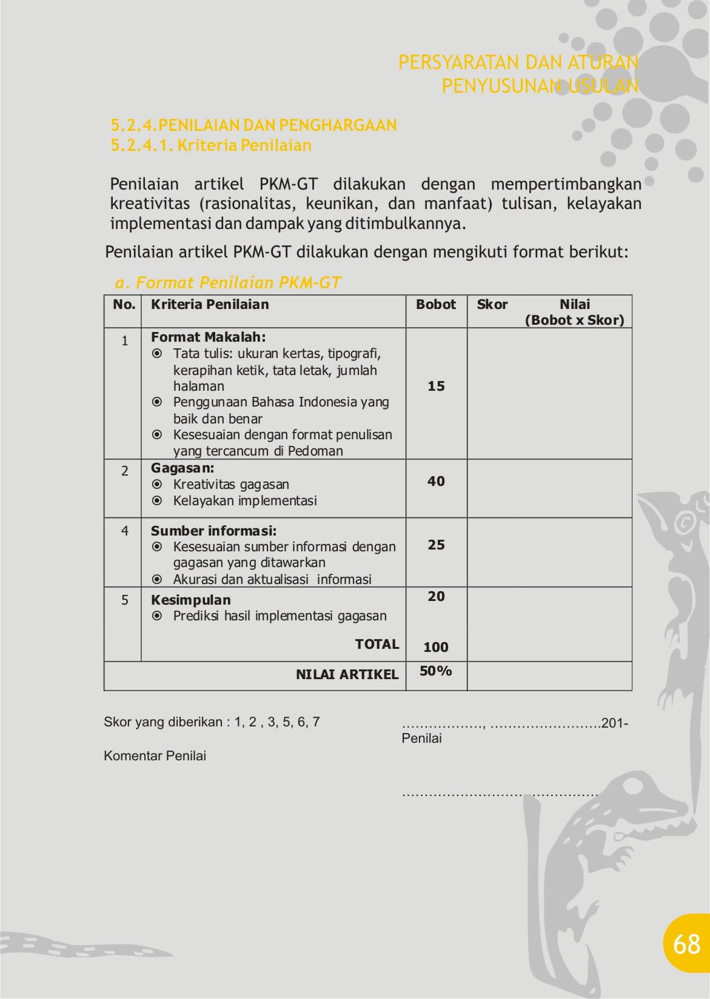 PERSYARATAN DAN ATURAN
PENYUSUNAN USULAN
5.2.4.PENILAIAN DAN PENGHARGAAN
5.2.4.1. Kriteria Penilaian
Penilaian artikel PKM-GT dilakukan dengan mempertimbangkan
kreativitas (rasionalitas, keunikan, dan manfaat) tulisan, kelayakan
implementasi dan dampak yang ditimbulkannya.
Penilaian artikel PKM-GT dilakukan dengan mengikuti format berikut:
a. Format Penilaian PKM-GT
No. Kriteria Penilaian Bobot Skor Nilai
(Bobot x Skor)
1 Format Makalah:
Tata tulis: ukuran kertas, tipografi,
kerapihan ketik, tata letak, jumlah
halaman 15
Penggunaan Bahasa Indonesia yang
baik dan benar
Kesesuaian dengan format penulisan
yang tercancum di Pedoman
2 Gagasan:
Kreativitas gagasan 40
Kelayakan implementasi
4 Sumber informasi:
Kesesuaian sumber informasi dengan 25
gagasan yang ditawarkan
Akurasi dan aktualisasi informasi
5 Kesimpulan 20
Prediksi hasil implementasi gagasan
TOTAL 100
NILAI ARTIKEL 50%
Skor yang diberikan : 1, 2 , 3, 5, 6, 7 ………………, …………………….201-
Penilai
Komentar Penilai
……………………………………..
68